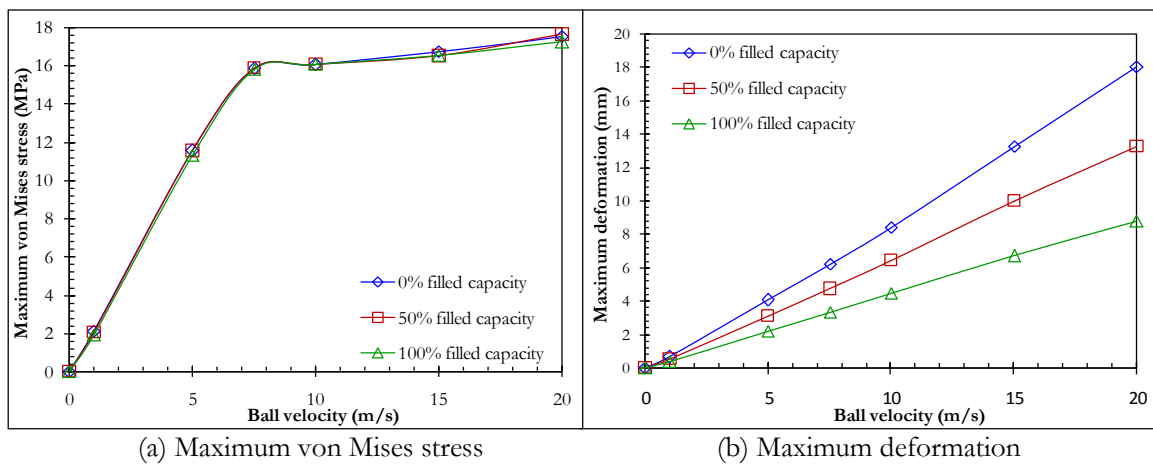 Maximum von Mises stress (MPa)
18
16
14
12
10
8
6
4
2
0
0% filled capacity
50% filled capacity
100% filled capacity
0
5
10
15
20
Ball velocity (m/s)
(a) Maximum von Mises stress
Maximum deformation (mm)
20
18
16
14
12
10
8
6
4
2
0
0% filled capacity
50% filled capacity
100% filled capacity
0
5
10
15
20
Ball velocity (m/s)
(b) Maximum deformation